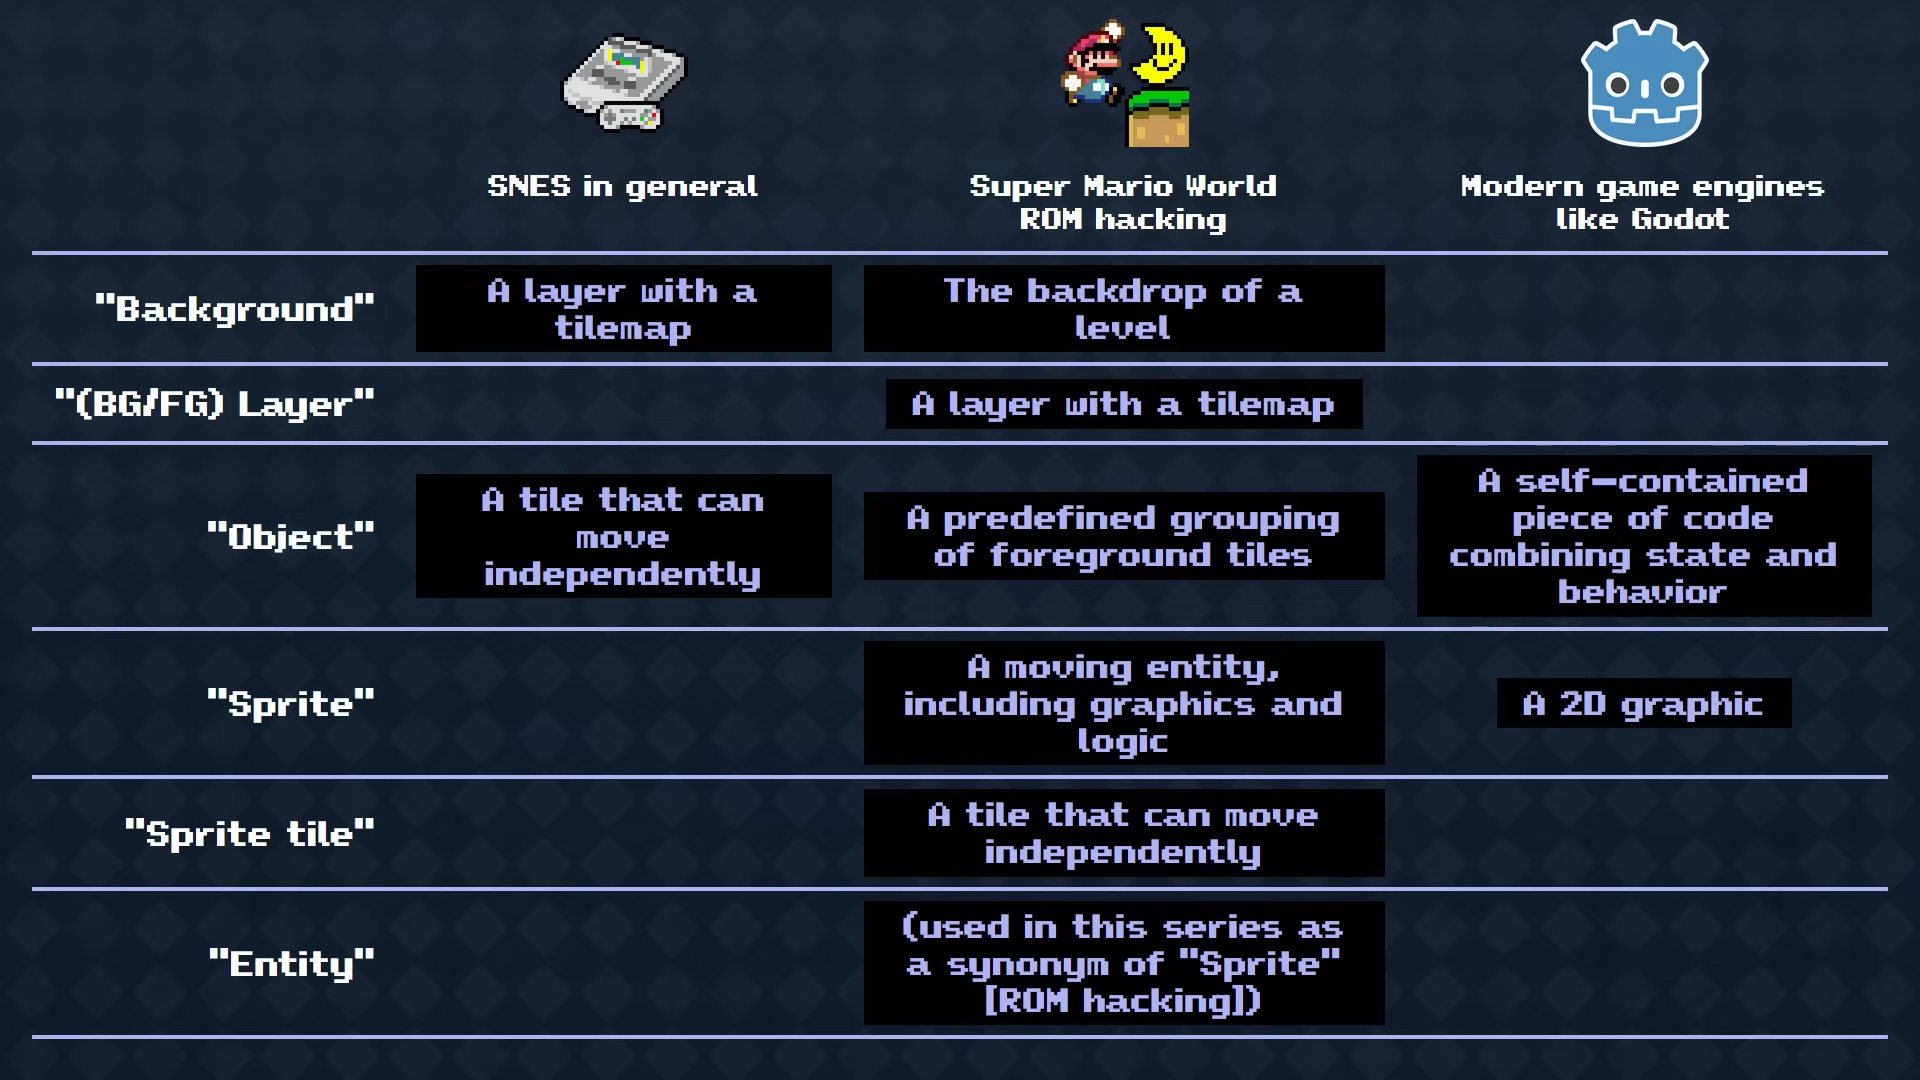 SNES in general
Super Mario World
ROM hacking
Modern game engines
like Godot
"Background"
A layer with a
tilemap
The backdrop of a
level
"(BG/FG) Layer"
A layer with a tilemap
"Object"
A tile that can
move
independently
A predefined grouping
of foreground tiles
A self-contained
piece of code
combining state and
behavior
"Sprite"
A moving entity,
including graphics and
logic
A 2D graphic
"Sprite tile"
A tile that can move
independently
"Entity"
(used in this series as
a synonym of "Sprite"
[ROM hacking])